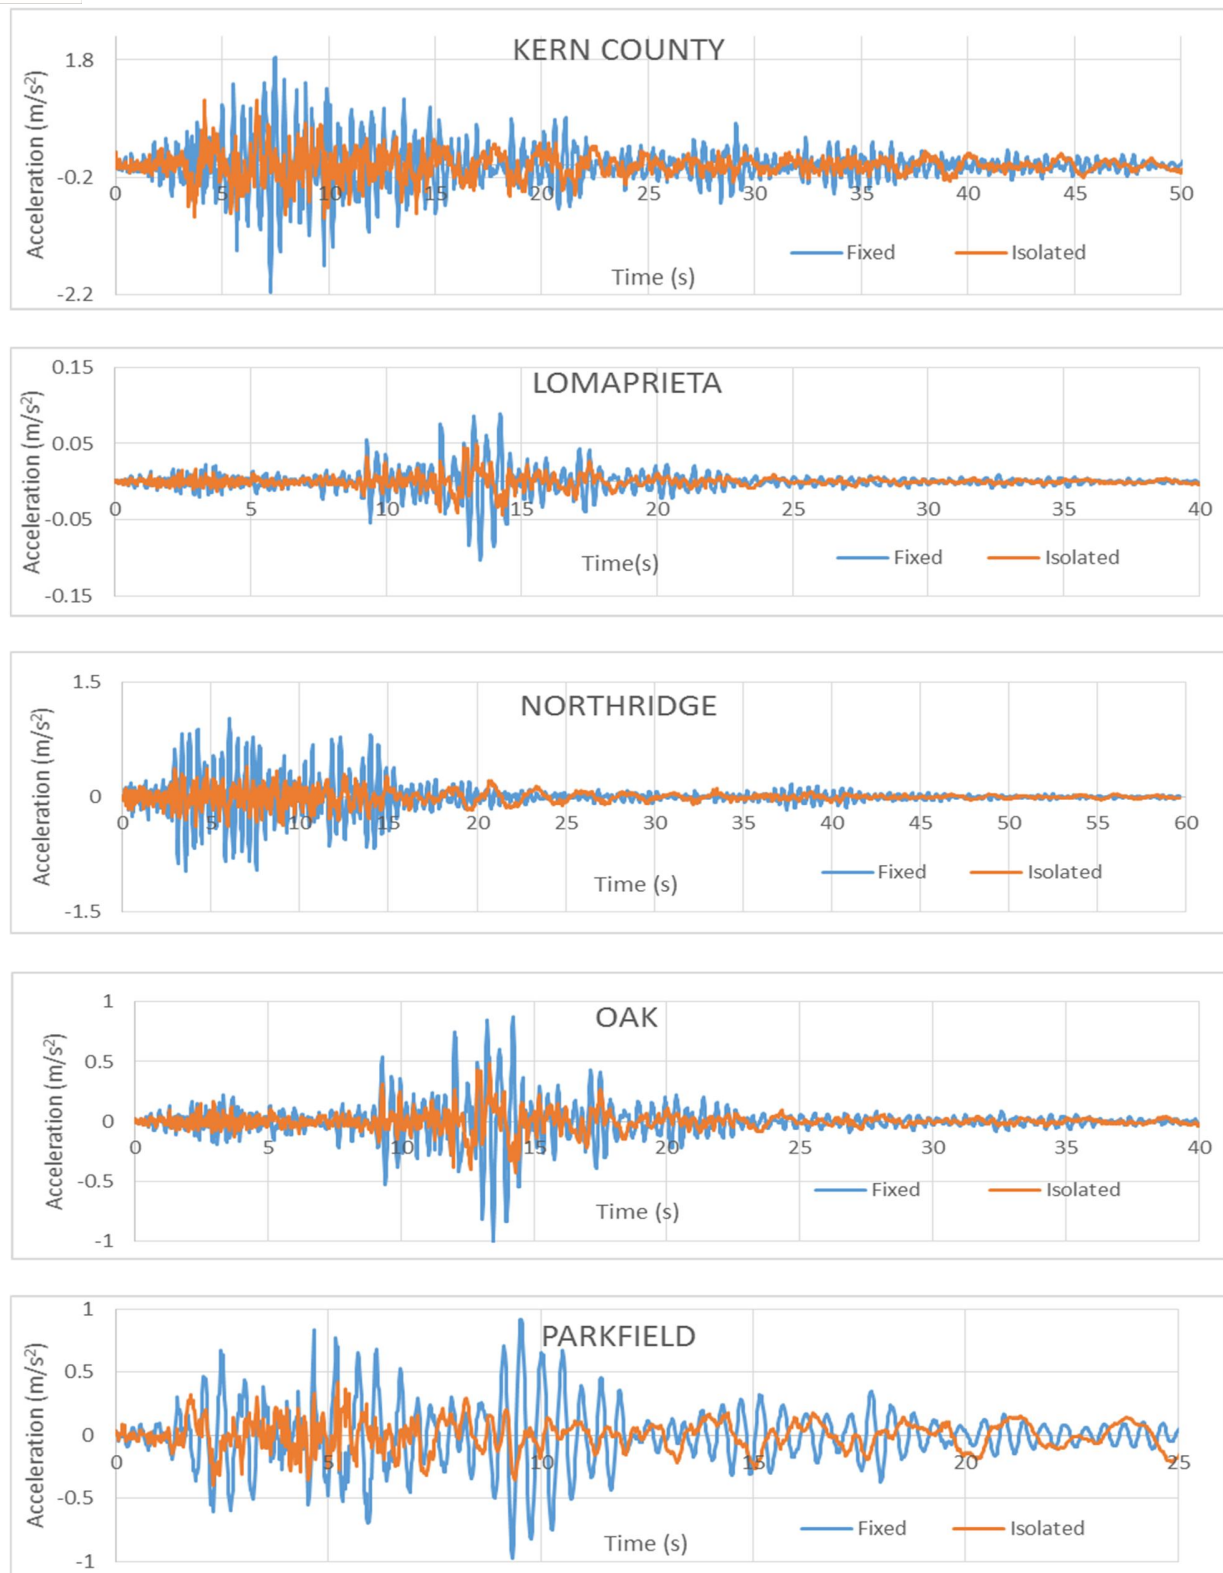 KERN COUNTY
Acceleration (m/s²)
1.8
-0.2
-2.2
0 5 10 15 20 25 30 35 40 45 50
Time (s)
Fixed Isolated
LOMAPRIETA
Acceleration (m/s²)
0.15
0.05
-0.05
-0.15
0 5 10 15 20 25 30 35 40
Time(s)
Fixed Isolated
NORTHRIDGE
Acceleration (m/s²)
1.5
0
-1.5
0 5 10 15 20 25 30 35 40 45 50 55 60
Time (s)
Fixed Isolated
OAK
Acceleration (m/s²)
1
0.5
0
-0.5
-1
0 5 10 15 20 25 30 35 40
Time (s)
Fixed Isolated
PARKFIELD
Acceleration (m/s²)
1
0.5
0
-0.5
-1
0 5 10 15 20 25
Time (s)
Fixed Isolated